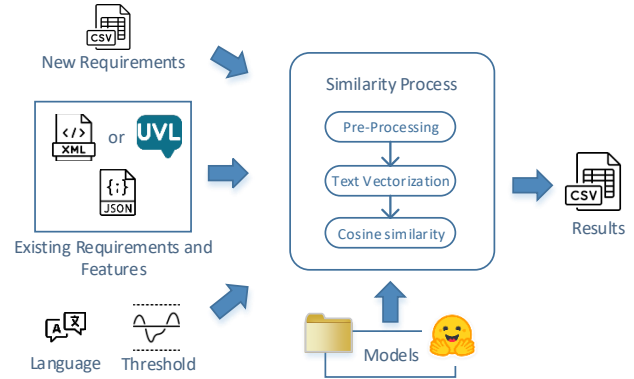 CSV
New Requirements
</>
XML
or
UVL
{;}
JSON
Existing Requirements and
Features
A 文
Language
Threshold
Similarity Process
Pre-Processing
Text Vectorization
Cosine similarity
Models
CSV
Results